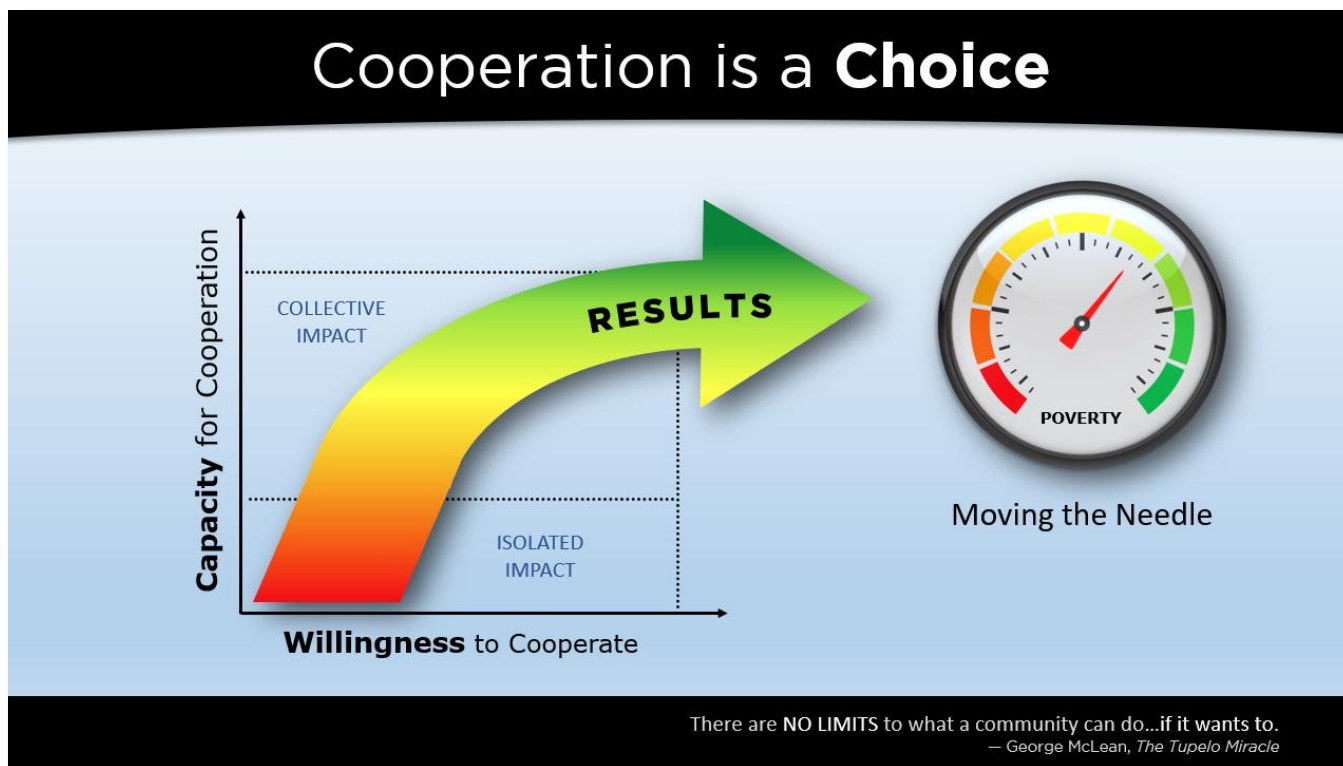 Cooperation is a Choice
Capacity for Cooperation
COLLECTIVE
IMPACT
RESULTS
ISOLATED
IMPACT
Willingness to Cooperate
POVERTY
Moving the Needle
There are NO LIMITS to what a community can do...if it wants to.
— George McLean, The Tupelo Miracle